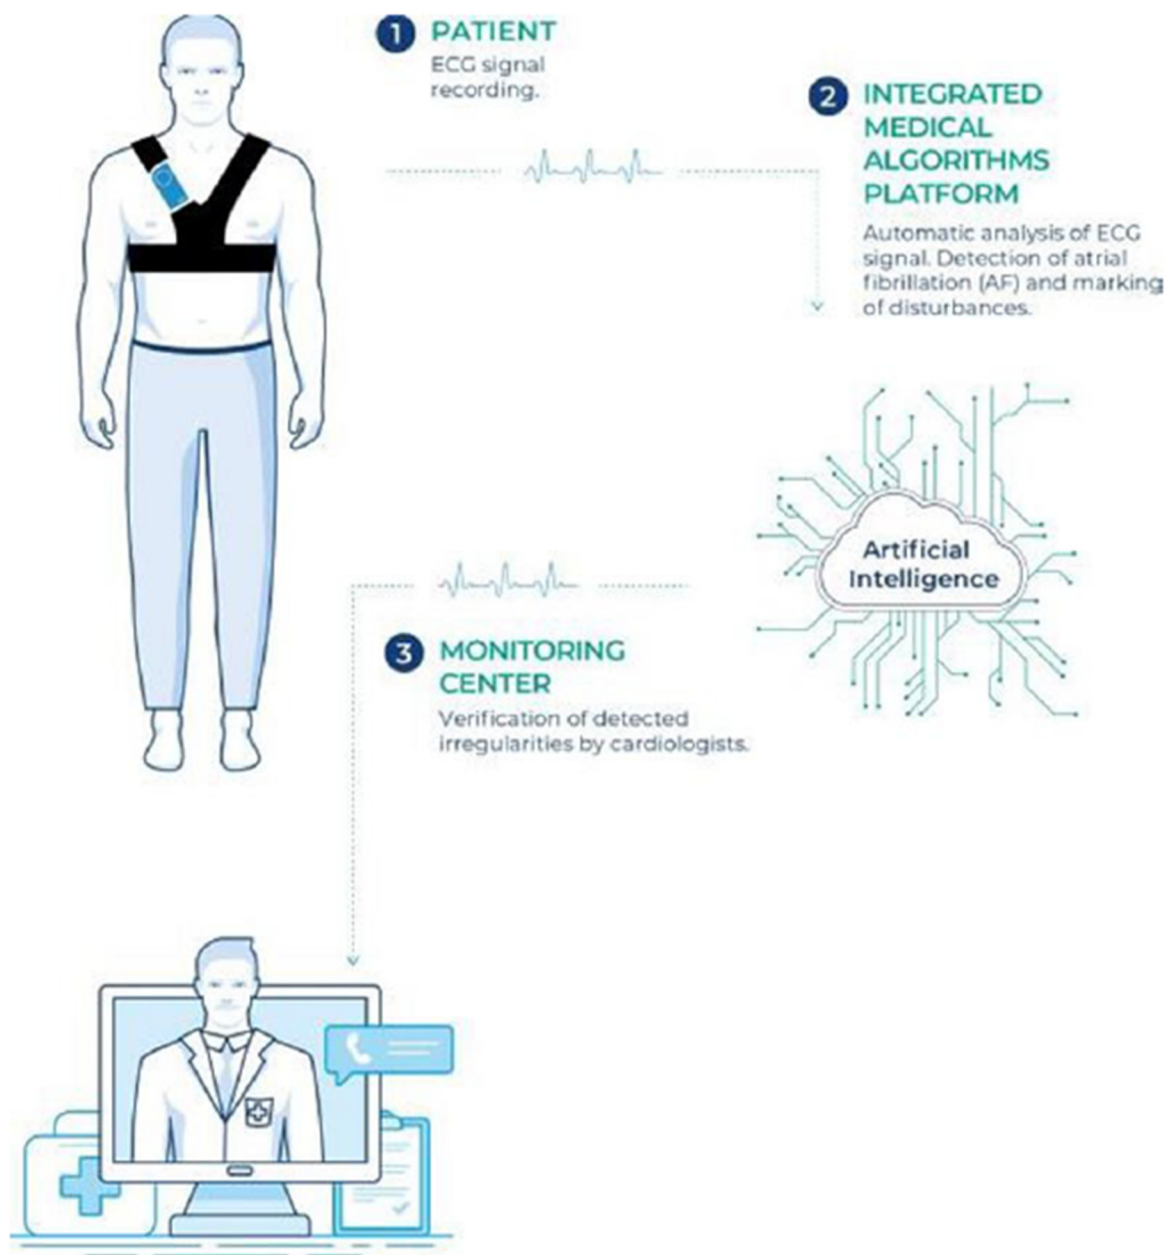 1 PATIENT
ECG signal
recording.
2 INTEGRATED
MEDICAL
ALGORITHMS
PLATFORM
Automatic analysis of ECG
signal. Detection of atrial
fibrillation (AF) and marking
of disturbances.
Artificial
Intelligence
3 MONITORING
CENTER
Verification of detected
irregularities by cardiologists.